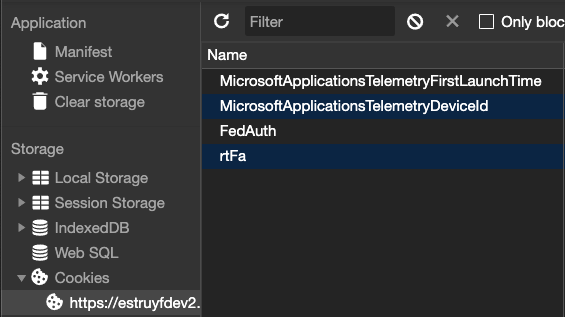 Application
Manifest
Service Workers
Clear storage
Storage
Local Storage
Session Storage
IndexedDB
Web SQL
Cookies
https://estruyfdev2.
Filter
Only bloc
Name
MicrosoftApplicationsTelemetryFirstLaunchTime
MicrosoftApplicationsTelemetryDeviceId
FedAuth
rtFa